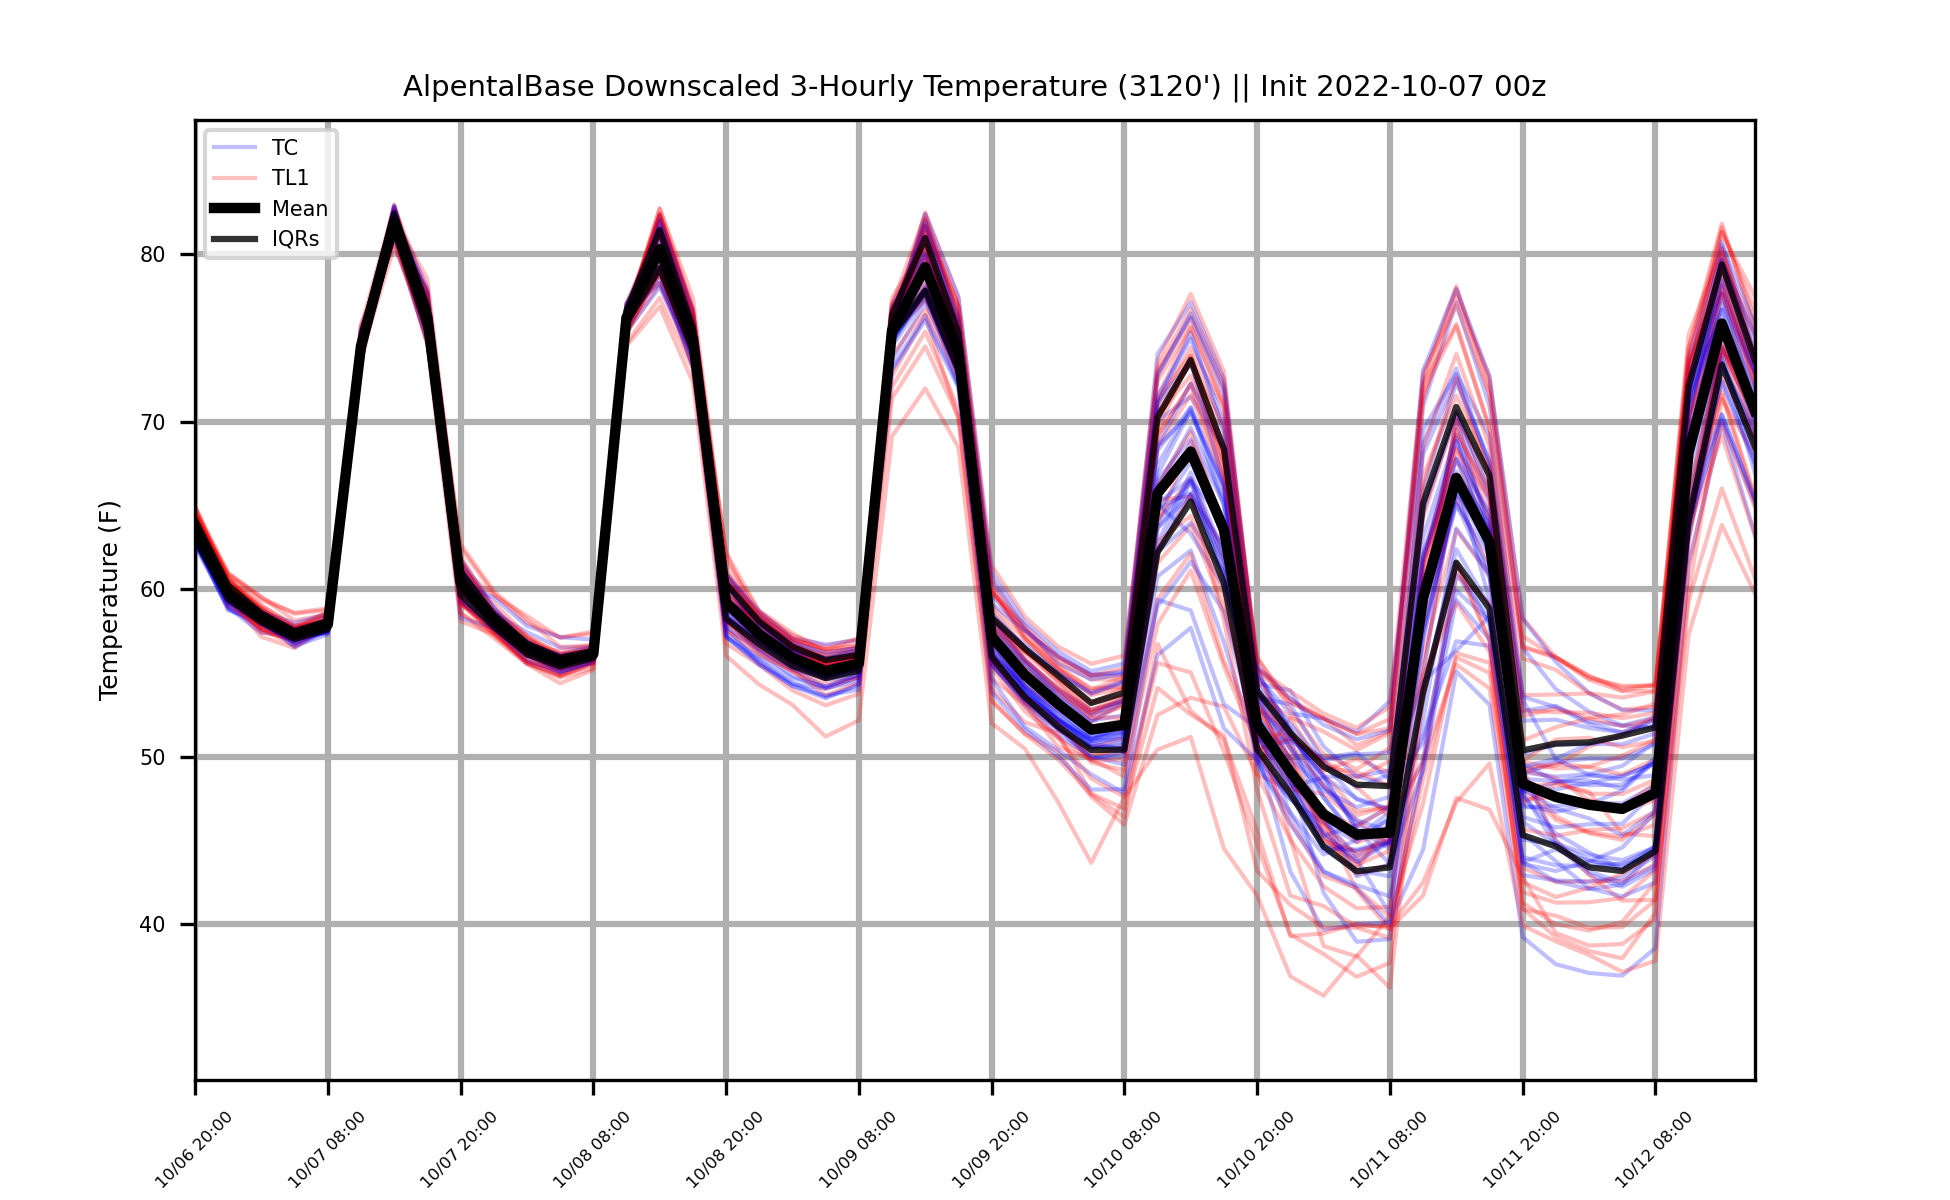 AlpentalBase Downscaled 3-Hourly Temperature (3120') || Init 2022-10-07 00z
TC
TL1
Mean
IQRs
Temperature (F)
80
70
60
50
40
10/06 20:00
10/07 08:00
10/07 20:00
10/08 08:00
10/08 20:00
10/09 08:00
10/09 20:00
10/10 08:00
10/10 20:00
10/11 08:00
10/11 20:00
10/12 08:00